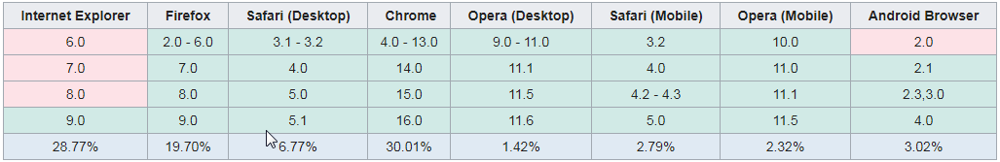 Internet Explorer Firefox Safari (Desktop) Chrome Opera (Desktop) Safari (Mobile) Opera (Mobile) Android Browser
6.0 2.0 - 6.0 3.1 - 3.2 4.0 - 13.0 9.0 - 11.0 3.2 10.0 2.0
7.0 7.0 4.0 14.0 11.1 4.0 11.0 2.1
8.0 8.0 5.0 15.0 11.5 4.2 - 4.3 11.1 2.3,3.0
9.0 9.0 5.1 16.0 11.6 5.0 11.5 4.0
28.77% 19.70% 6.77% 30.01% 1.42% 2.79% 2.32% 3.02%